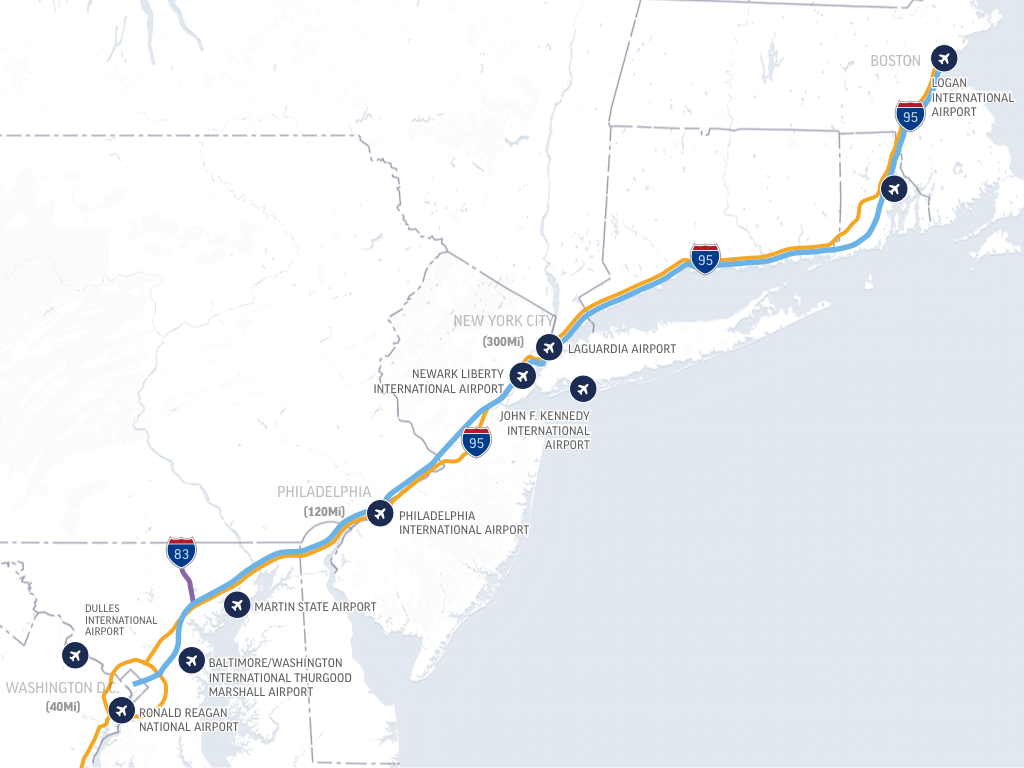 BOSTON
LOGAN
INTERNATIONAL
AIRPORT
95
95
NEW YORK CITY
(300Mi)
LAGUARDIA AIRPORT
NEWARK LIBERTY
INTERNATIONAL AIRPORT
JOHN F. KENNEDY
INTERNATIONAL
AIRPORT
95
PHILADELPHIA
(120Mi)
PHILADELPHIA
INTERNATIONAL AIRPORT
83
MARTIN STATE AIRPORT
DULLES
INTERNATIONAL
AIRPORT
BALTIMORE/WASHINGTON
INTERNATIONAL THURGOOD
MARSHALL AIRPORT
WASHINGTON D.C.
(40Mi)
RONALD REAGAN
NATIONAL AIRPORT